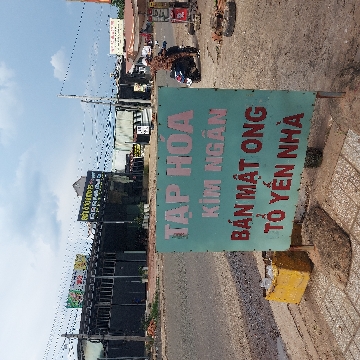 TẠP HÓA
KIM NGÂN
BÁN MẬT ONG
TỔ YẾN NHÀ